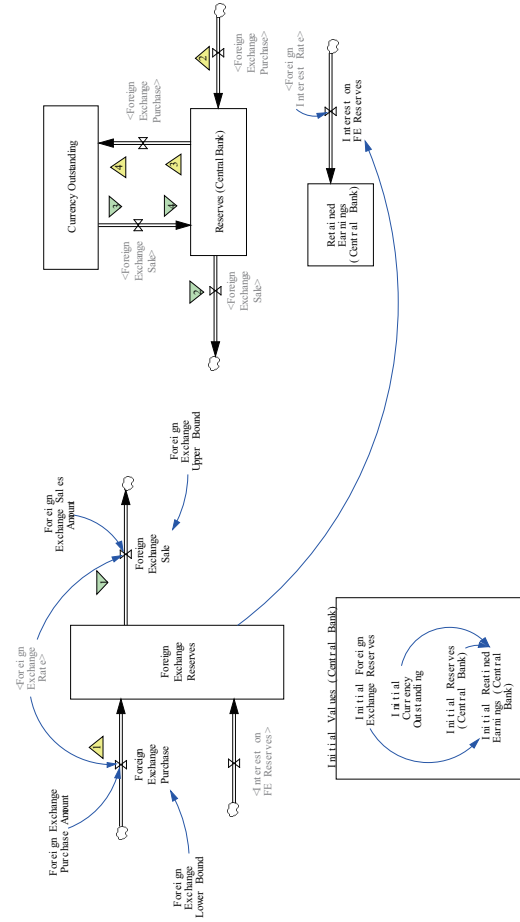 Foreign Exchange
Purchase Amount
<Foreign
Exchange
Rate>
Foreign
Exchange Sales
Amount
1
1
Foreign
Exchange
Purchase
Foreign
Exchange
Reserves
Foreign
Exchange
Sale
Foreign
Exchange
Lower Bound
<Interest on
FE Reserves>
Foreign
Exchange
Upper Bound
Currency Outstanding
<Foreign
Exchange
Sale>
3
4
<Foreign
Exchange
Purchase>
4
3
2
2
<Foreign
Exchange
Sale>
Reserves (Central Bank)
<Foreign
Exchange
Purchase>
Initial Values (Central Bank)
Initial Foreign
Exchange Reserves
Initial
Currency
Outstanding
Initial Reserves
(Central Bank)
Initial Reatined
Earnings (Central
Bank)
Retained
Earnings
(Central Bank)
<Foreign
Interest Rate>
Interest on
FE Reserves